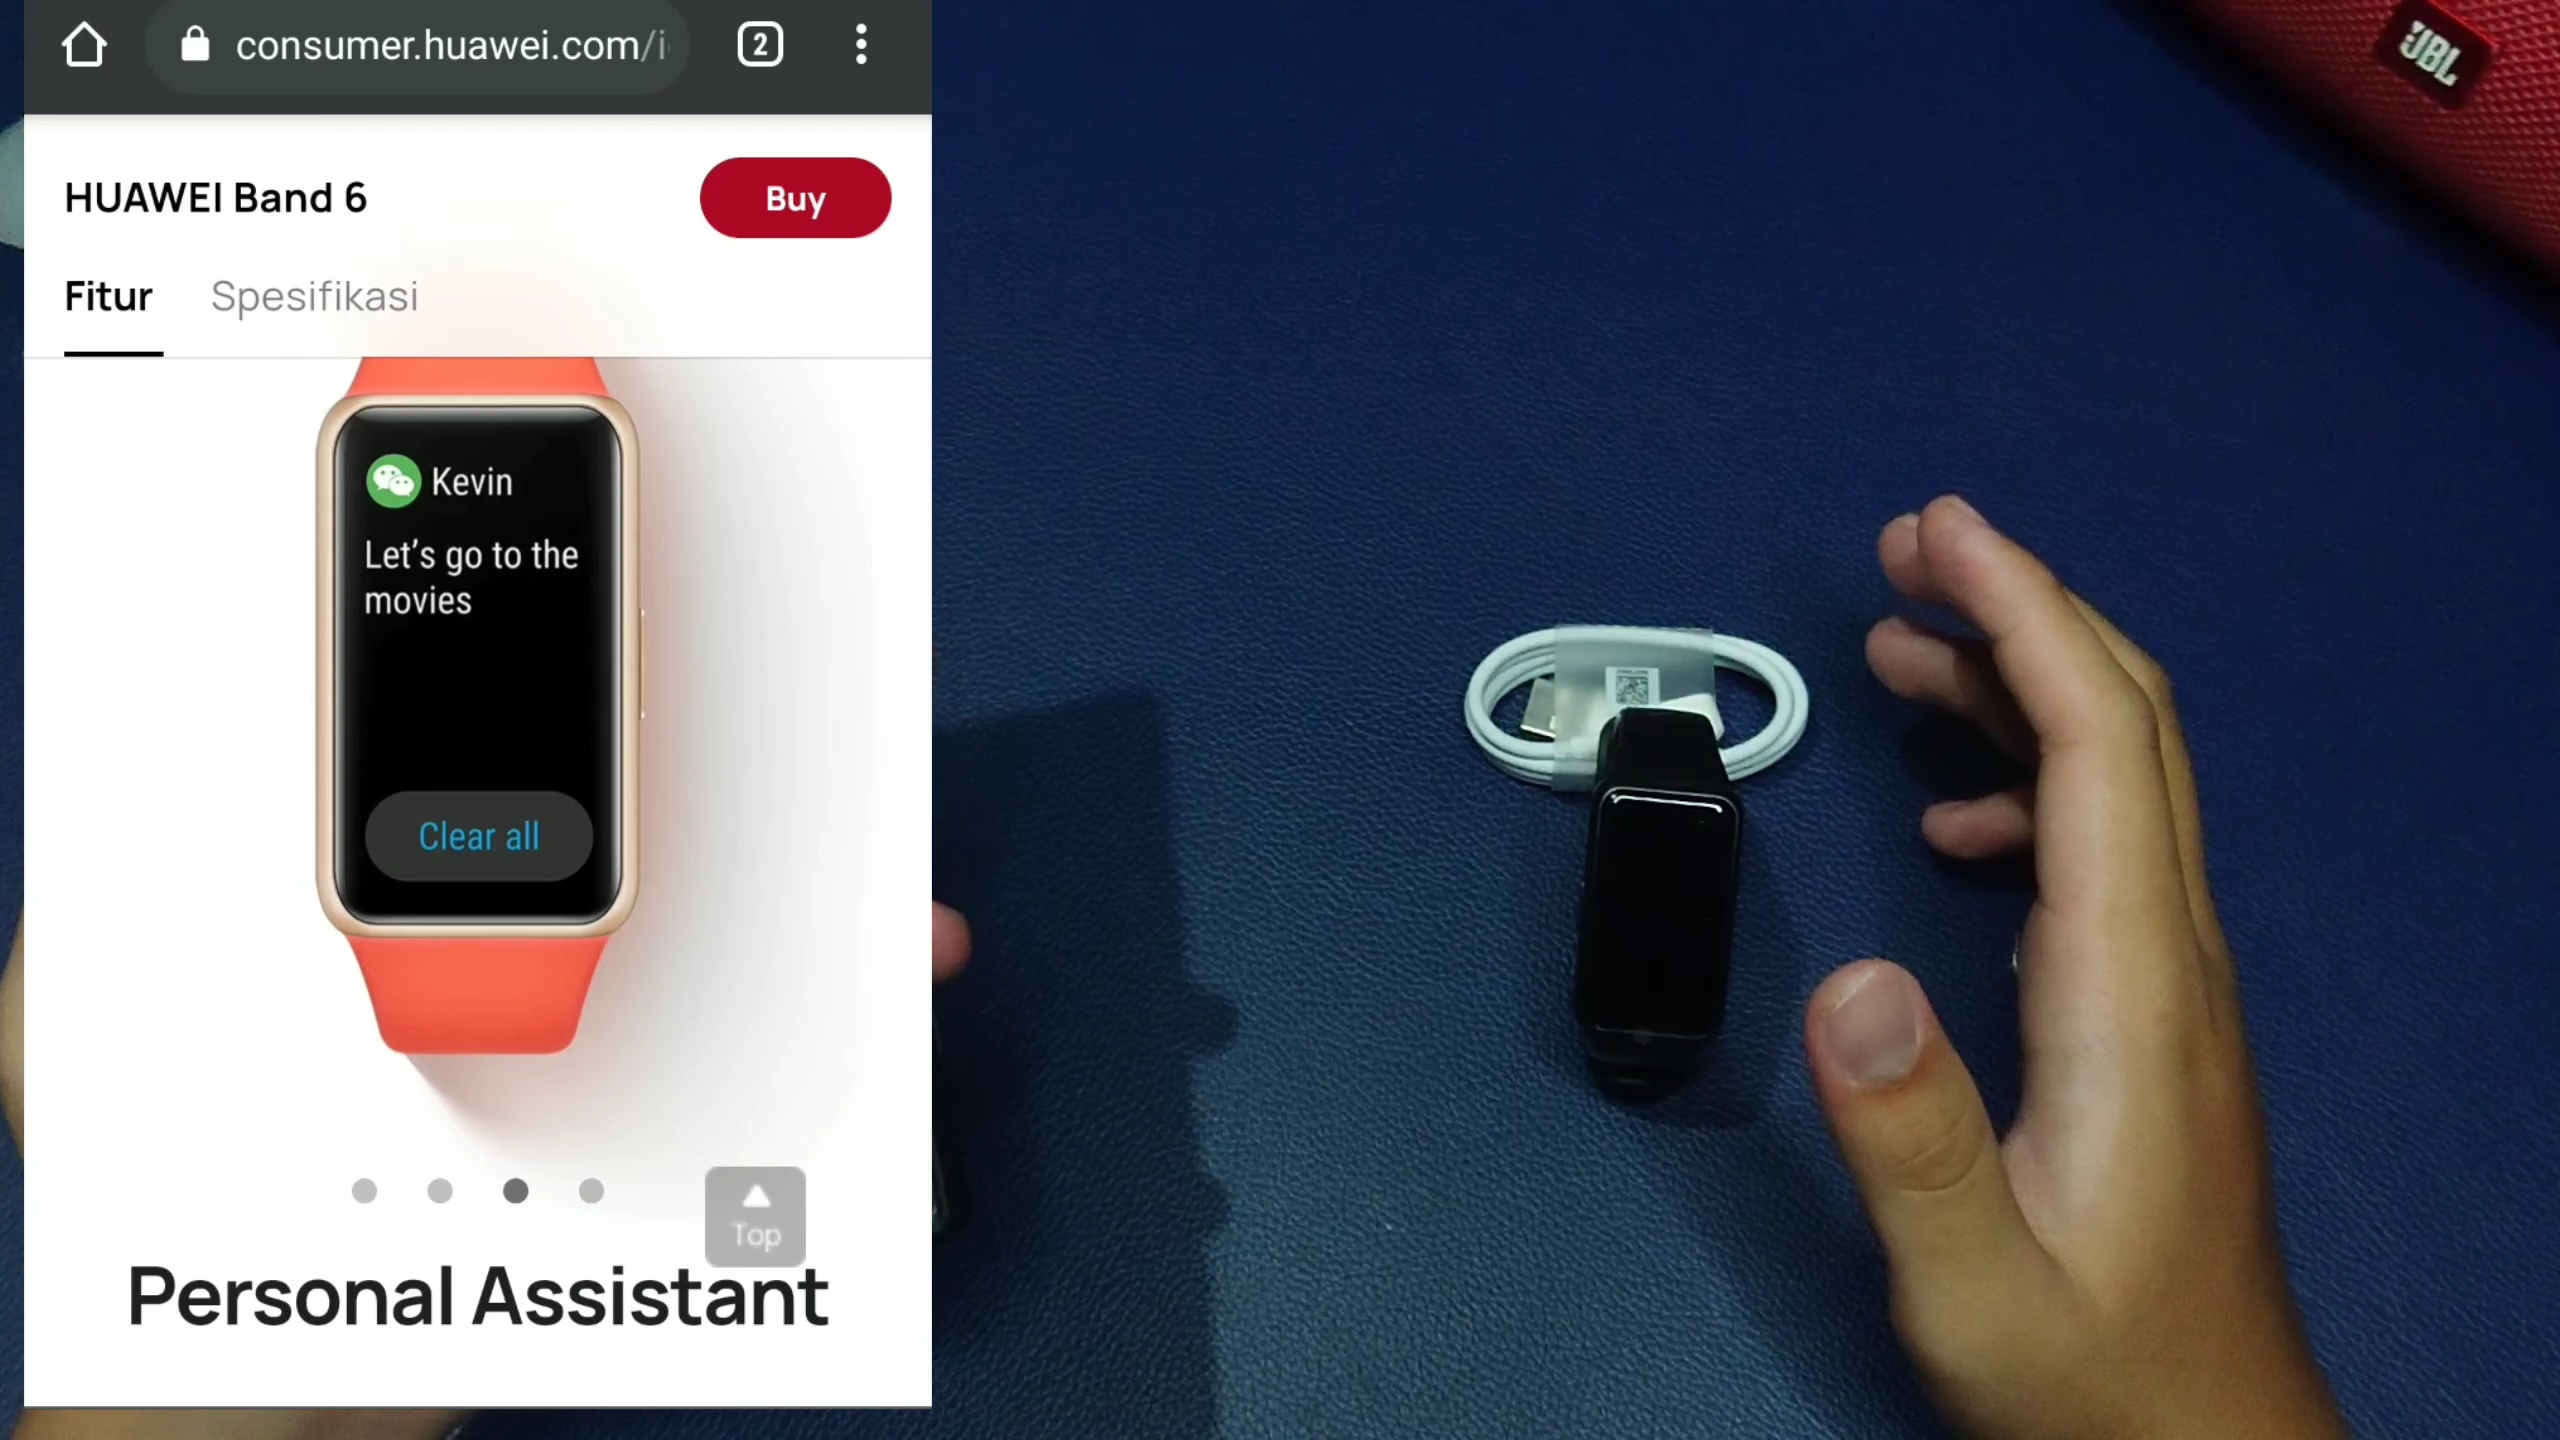 consumer.huawei.com/i
2
HUAWEI Band 6
Buy
Fitur
Spesifikasi
Kevin
Let's go to the
movies
Clear all
Top
Personal Assistant
JBL